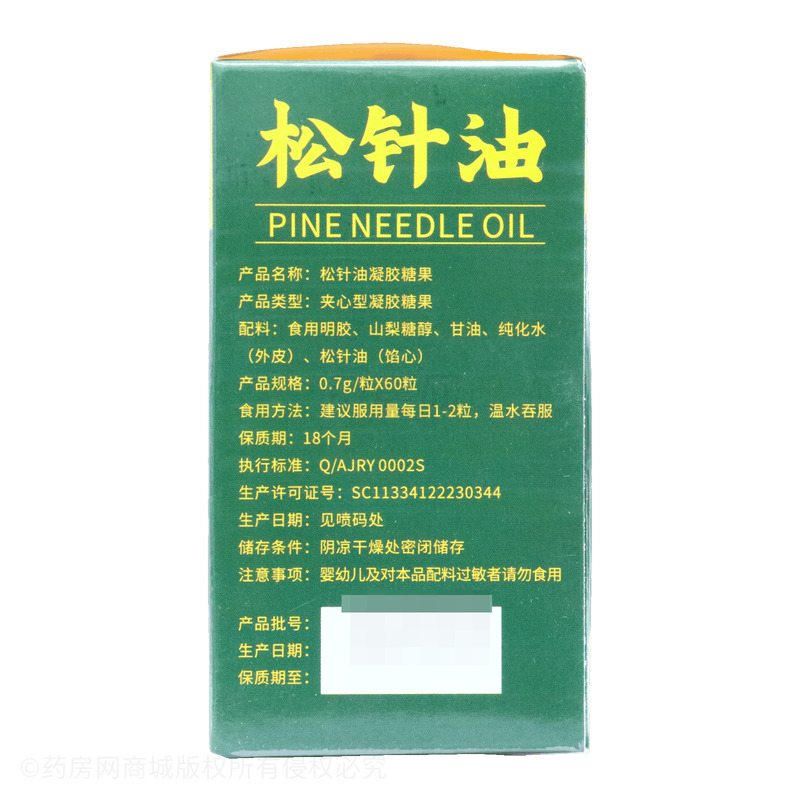 松针油
PINE NEEDLE OIL
产品名称：松针油凝胶糖果
产品类型：夹心型凝胶糖果
配料：食用明胶、山梨糖醇、甘油、纯化水
（外皮）、松针油（馅心）
产品规格：0.7g/粒X60粒
食用方法：建议服用量每日1-2粒，温水吞服
保质期：18个月
执行标准：Q/AJRY 0002S
生产许可证号：SC11334122230344
生产日期：见喷码处
储存条件：阴凉干燥处密闭储存
注意事项：婴幼儿及对本品配料过敏者请勿食用
产品批号：
生产日期：
保质期至：
©药房网商城版权所有侵权必究